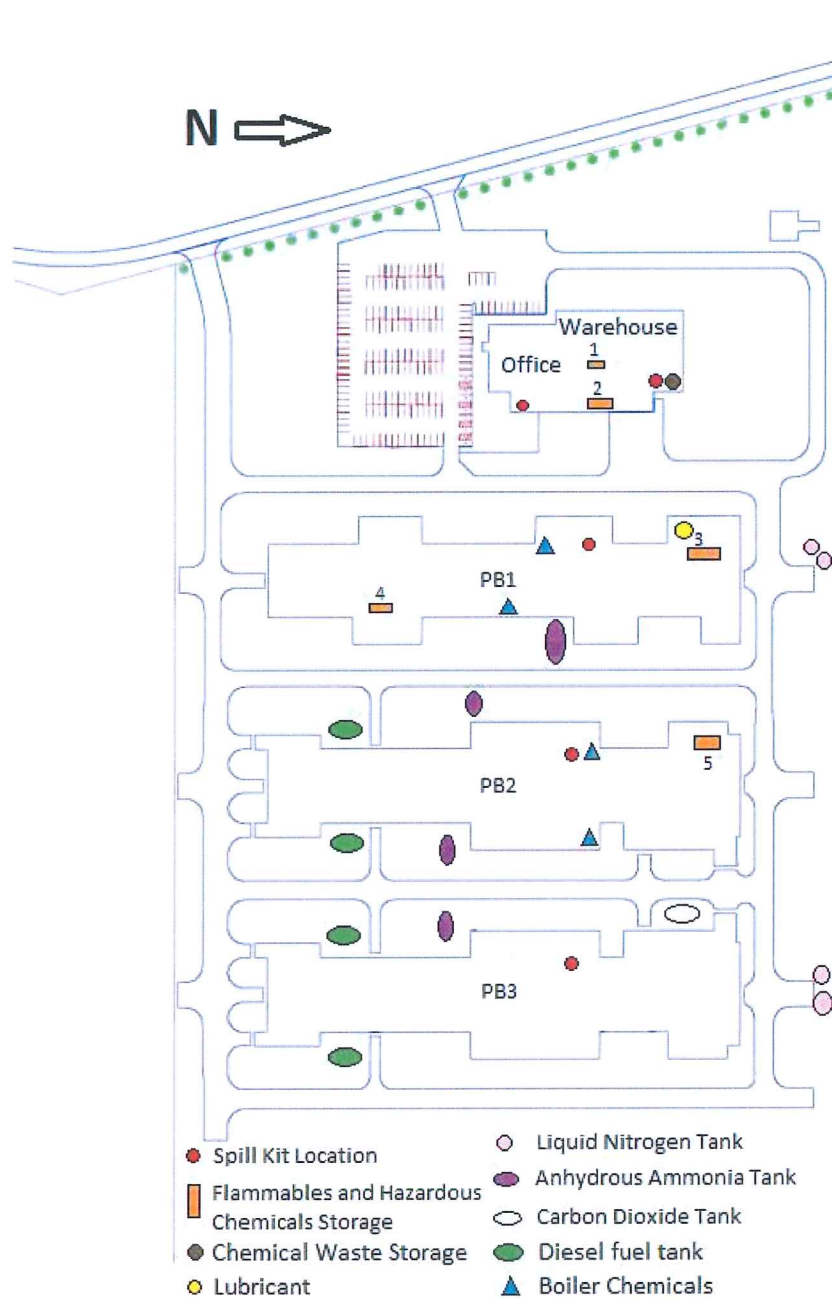 N
Warehouse
1
Office
2
3
PB1
4
PB2
5
PB3
Spill Kit Location
Flammables and Hazardous
Chemicals Storage
Chemical Waste Storage
Lubricant
Liquid Nitrogen Tank
Anhydrous Ammonia Tank
Carbon Dioxide Tank
Diesel fuel tank
Boiler Chemicals